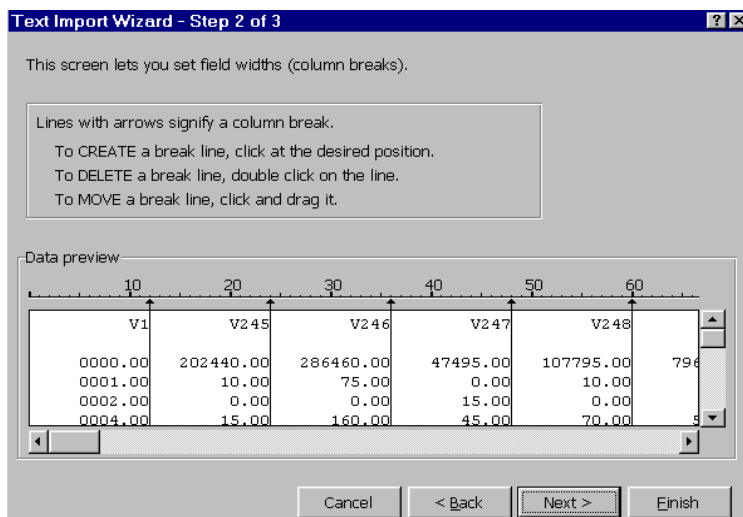 Text Import Wizard - Step 2 of 3
This screen lets you set field widths (column breaks).
Lines with arrows signify a column break.
To CREATE a break line, click at the desired position.
To DELETE a break line, double click on the line.
To MOVE a break line, click and drag it.
Data preview
10 20 30 40 50 60
V1 V245 V246 V247 V248
0000.00 202440.00 286460.00 47495.00 107795.00 796
0001.00 10.00 75.00 0.00 10.00
0002.00 0.00 0.00 15.00 0.00
0004.00 15.00 160.00 45.00 70.00 5
Cancel < Back Next > Finish